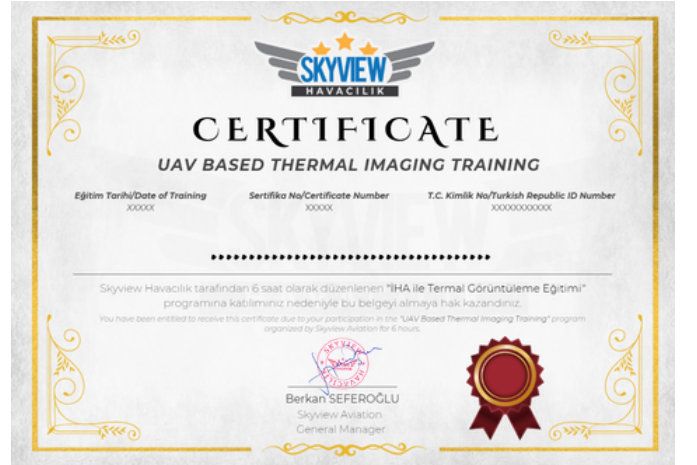 SKYVIEW
HAVACILIK
CERTIFICATE
UAV BASED THERMAL IMAGING TRAINING
Eğitim Tarihi/Date of Training
XXXXX
Sertifika No/Certificate Number
XXXXX
T.C. Kimlik No/Turkish Republic ID Number
XXXXXXXXXXX
Skyview Havacılık tarafından 6 saat olarak düzenlenen "İHA ile Termal Görüntüleme Eğitimi"
programına katılımınız nedeniyle bu belgeyi almaya hak kazandınız.
You have been entitled to receive this certificate due to your participation in the "UAV Based Thermal Imaging Training" program
organized by Skyview Aviation for 6 hours.
SKYVIEW
HAVACILIK
Berkan SEFEROĞLU
Skyview Aviation
General Manager